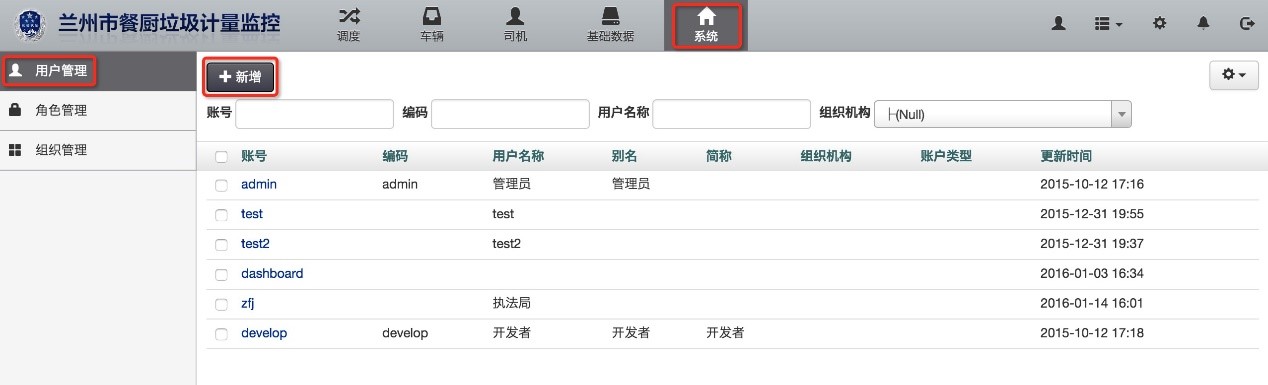 兰州市餐厨垃圾计量监控
调度 车辆 司机 基础数据 系统
用户管理
角色管理
组织管理
新增
账号 编码 用户名称 组织机构 ├(Null)
账号 编码 用户名称 别名 简称 组织机构 账户类型 更新时间
admin admin 管理员 管理员 2015-10-12 17:16
test test 2015-12-31 19:55
test2 test2 2015-12-31 19:37
dashboard 2016-01-03 16:34
zfj 执法局 2016-01-14 16:01
develop develop 开发者 开发者 开发者 2015-10-12 17:18